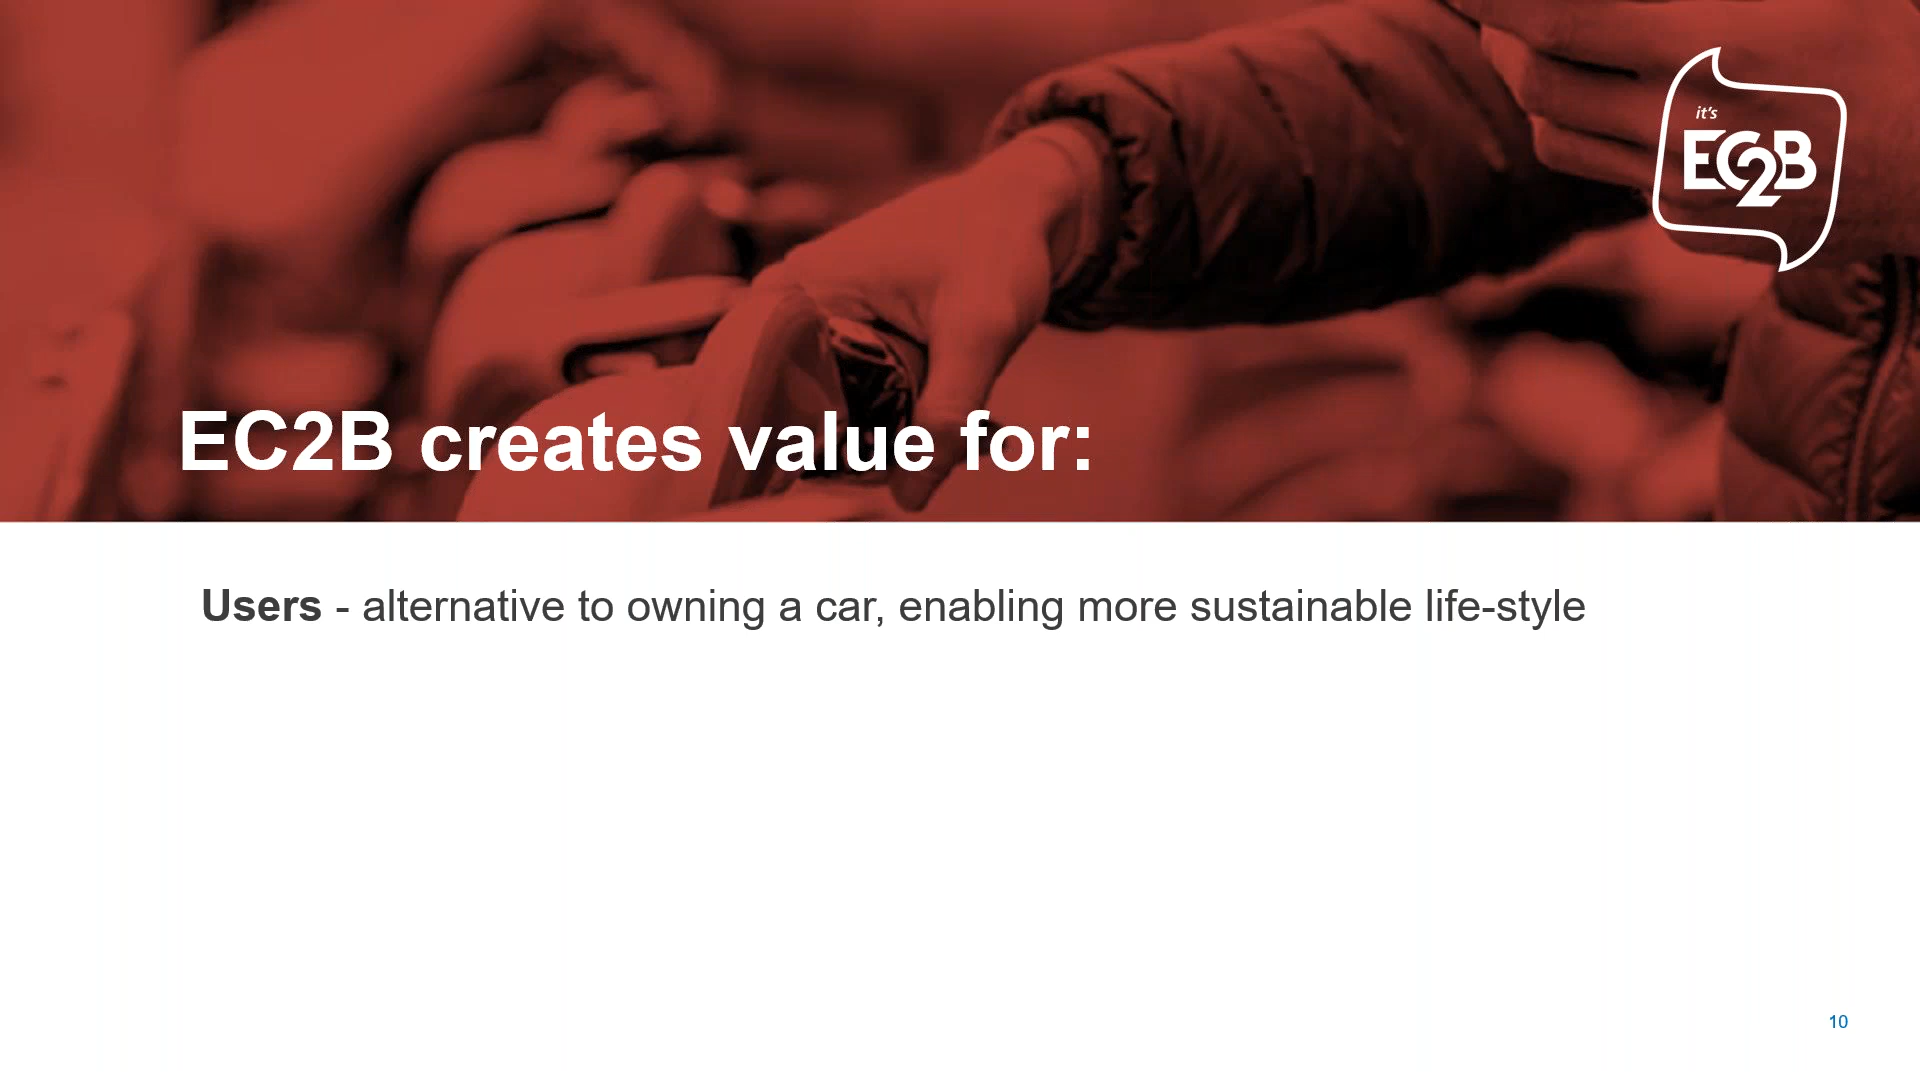 it's
EC2B
EC2B creates value for:
Users - alternative to owning a car, enabling more sustainable life-style
10